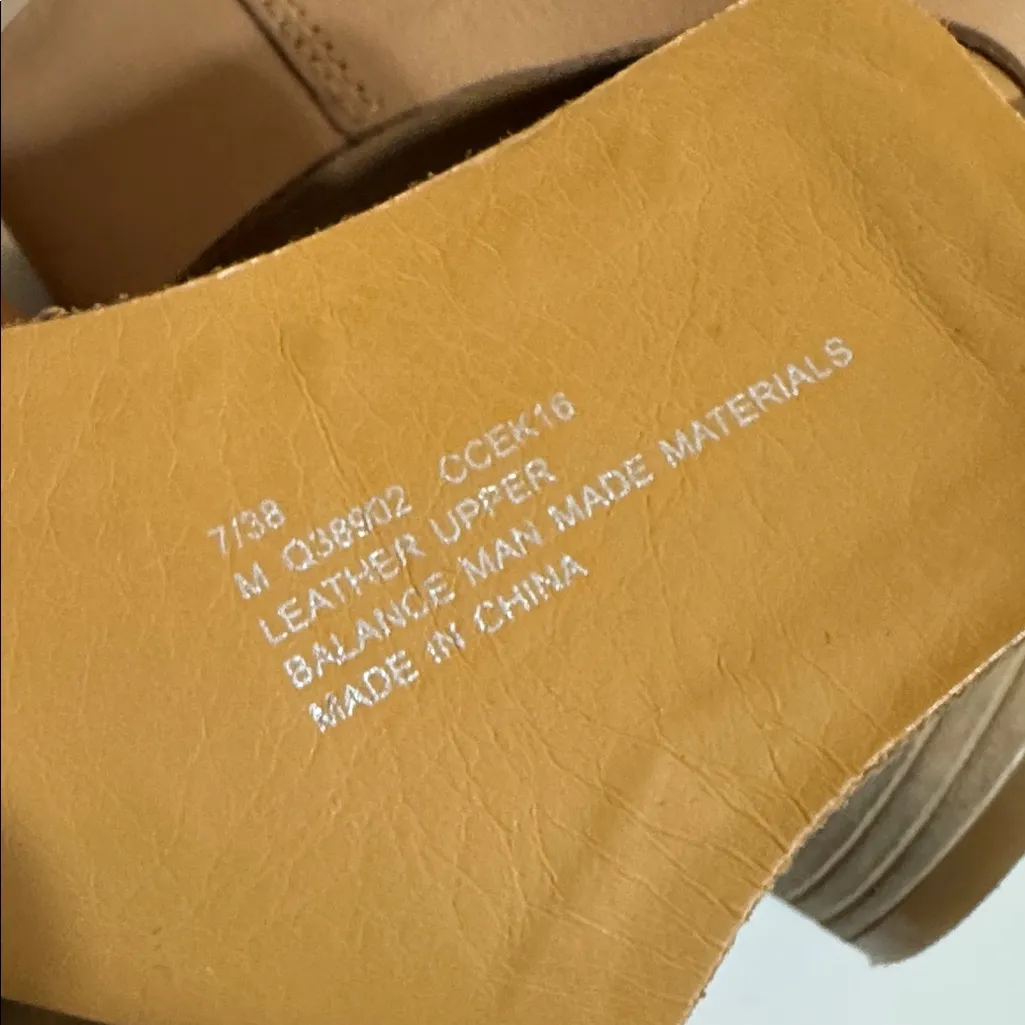 7/38
M Q38902 CCEK16
LEATHER UPPER
BALANCE MAN MADE MATERIALS
MADE IN CHINA